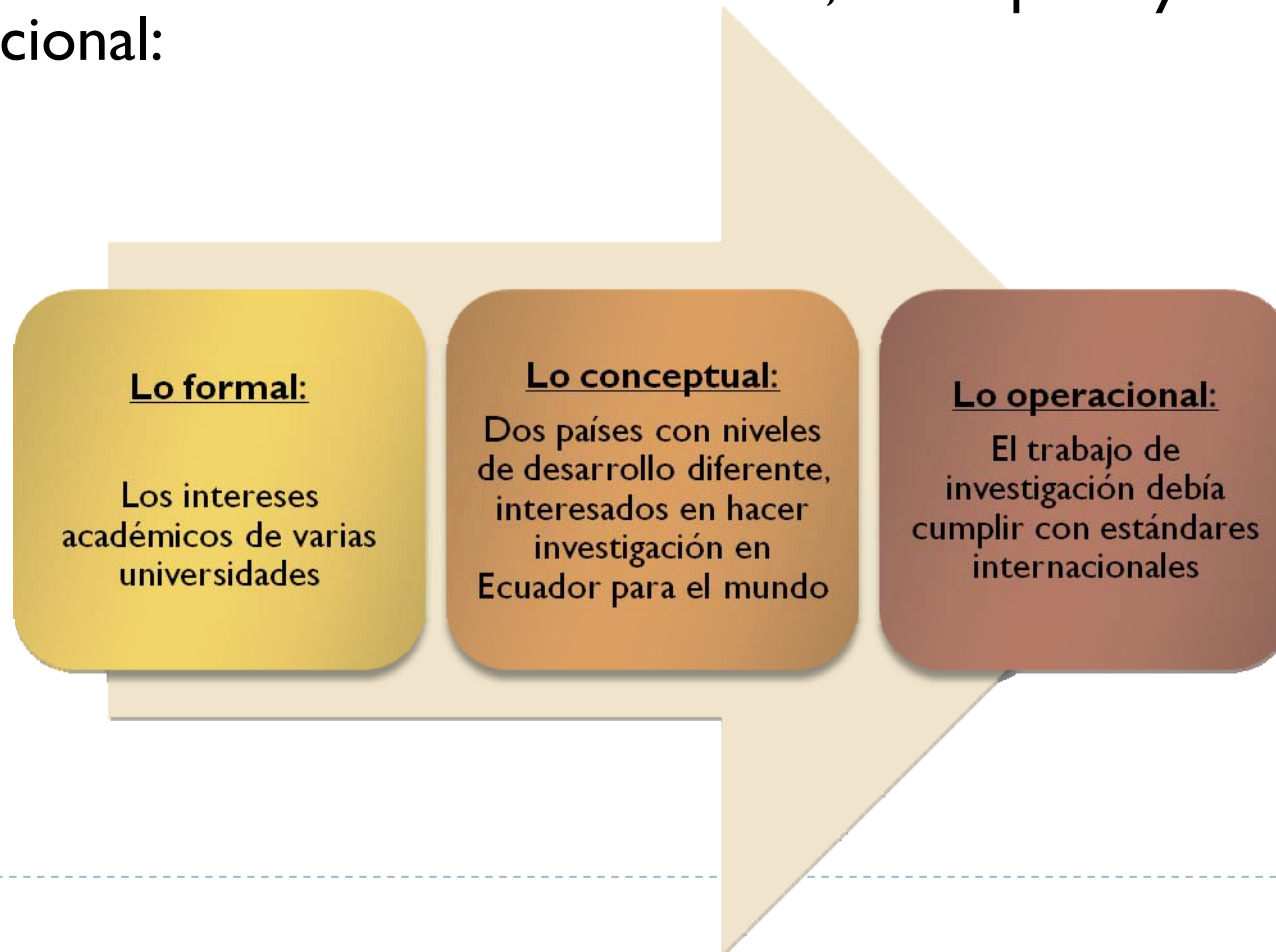 cional:
Lo formal:
Los intereses
académicos de varias
universidades
Lo conceptual:
Dos países con niveles
de desarrollo diferente,
interesados en hacer
investigación en
Ecuador para el mundo
Lo operacional:
El trabajo de
investigación debía
cumplir con estándares
internacionales